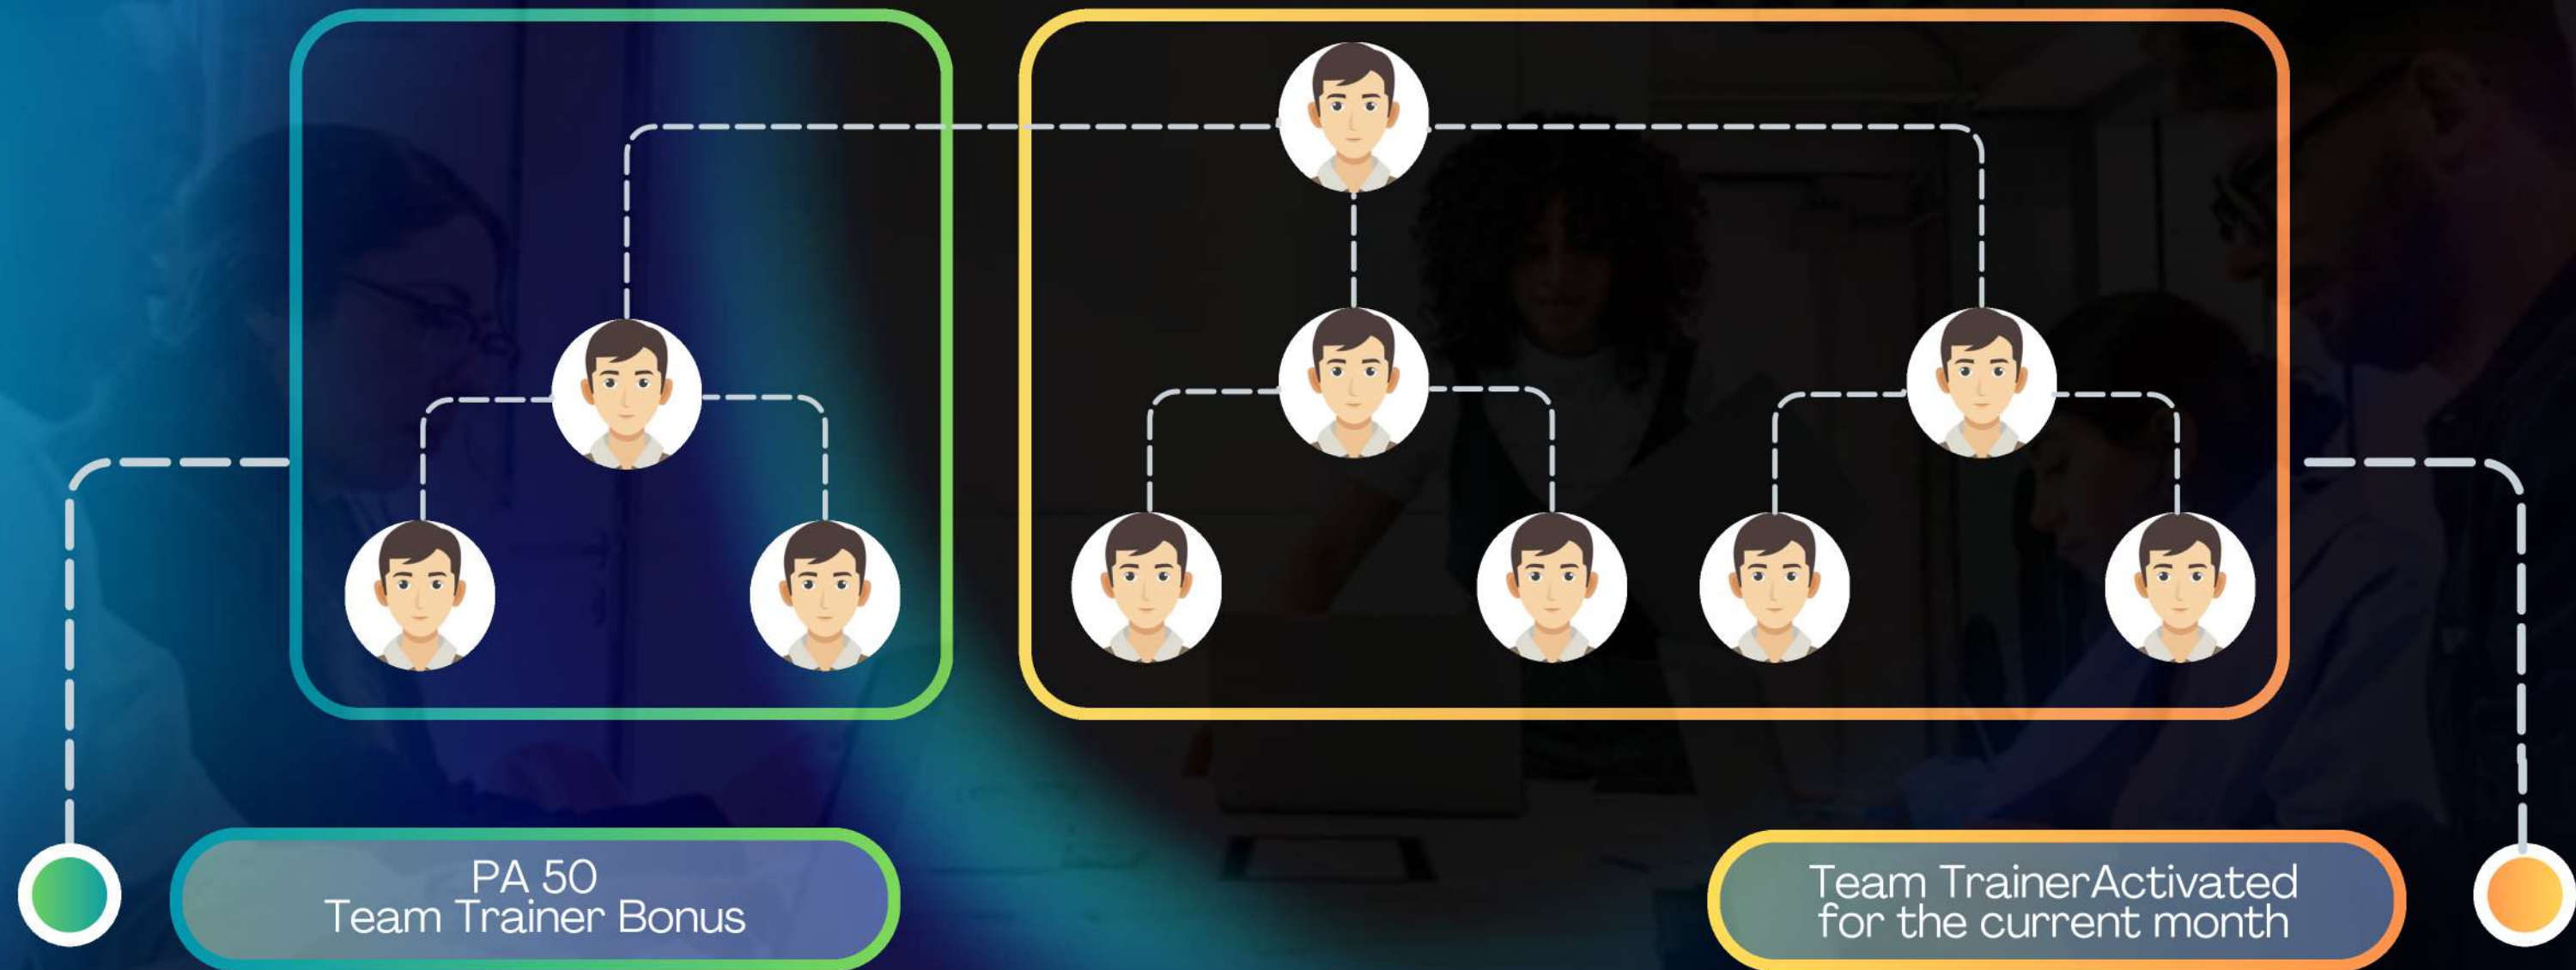 PA 50
Team Trainer Bonus
Team TrainerActivated
for the current month